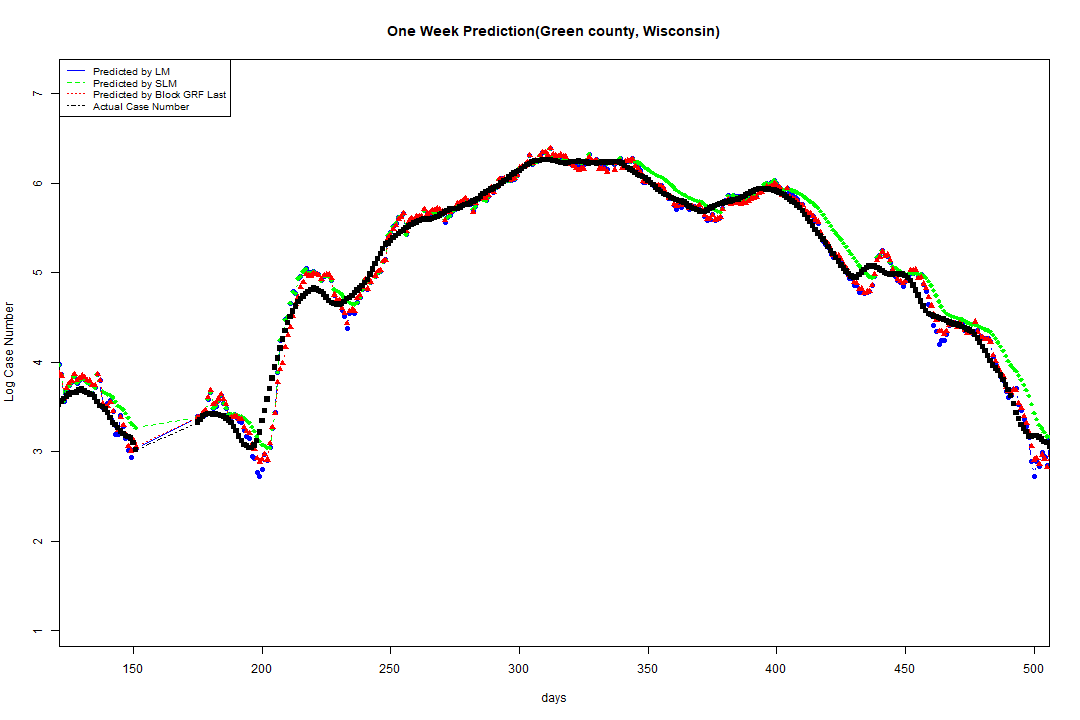 One Week Prediction(Green county, Wisconsin)
Predicted by LM
Predicted by SLM
Predicted by Block GRF Last
Actual Case Number
Log Case Number
7
6
5
4
3
2
1
150 200 250 300 350 400 450 500
days